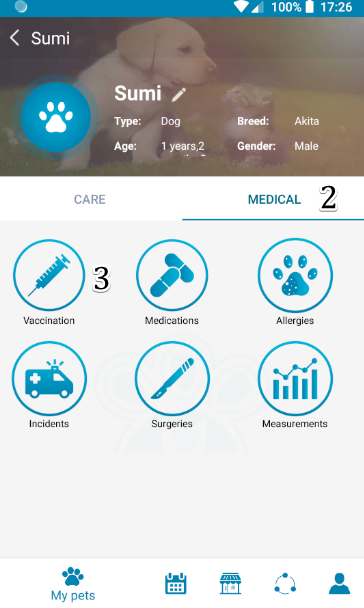 100% 17:26
Sumi
Sumi
Type: Dog Breed: Akita
Age: 1 years,2 Gender: Male
CARE MEDICAL 2
3
Vaccination Medications Allergies
Incidents Surgeries Measurements
My pets